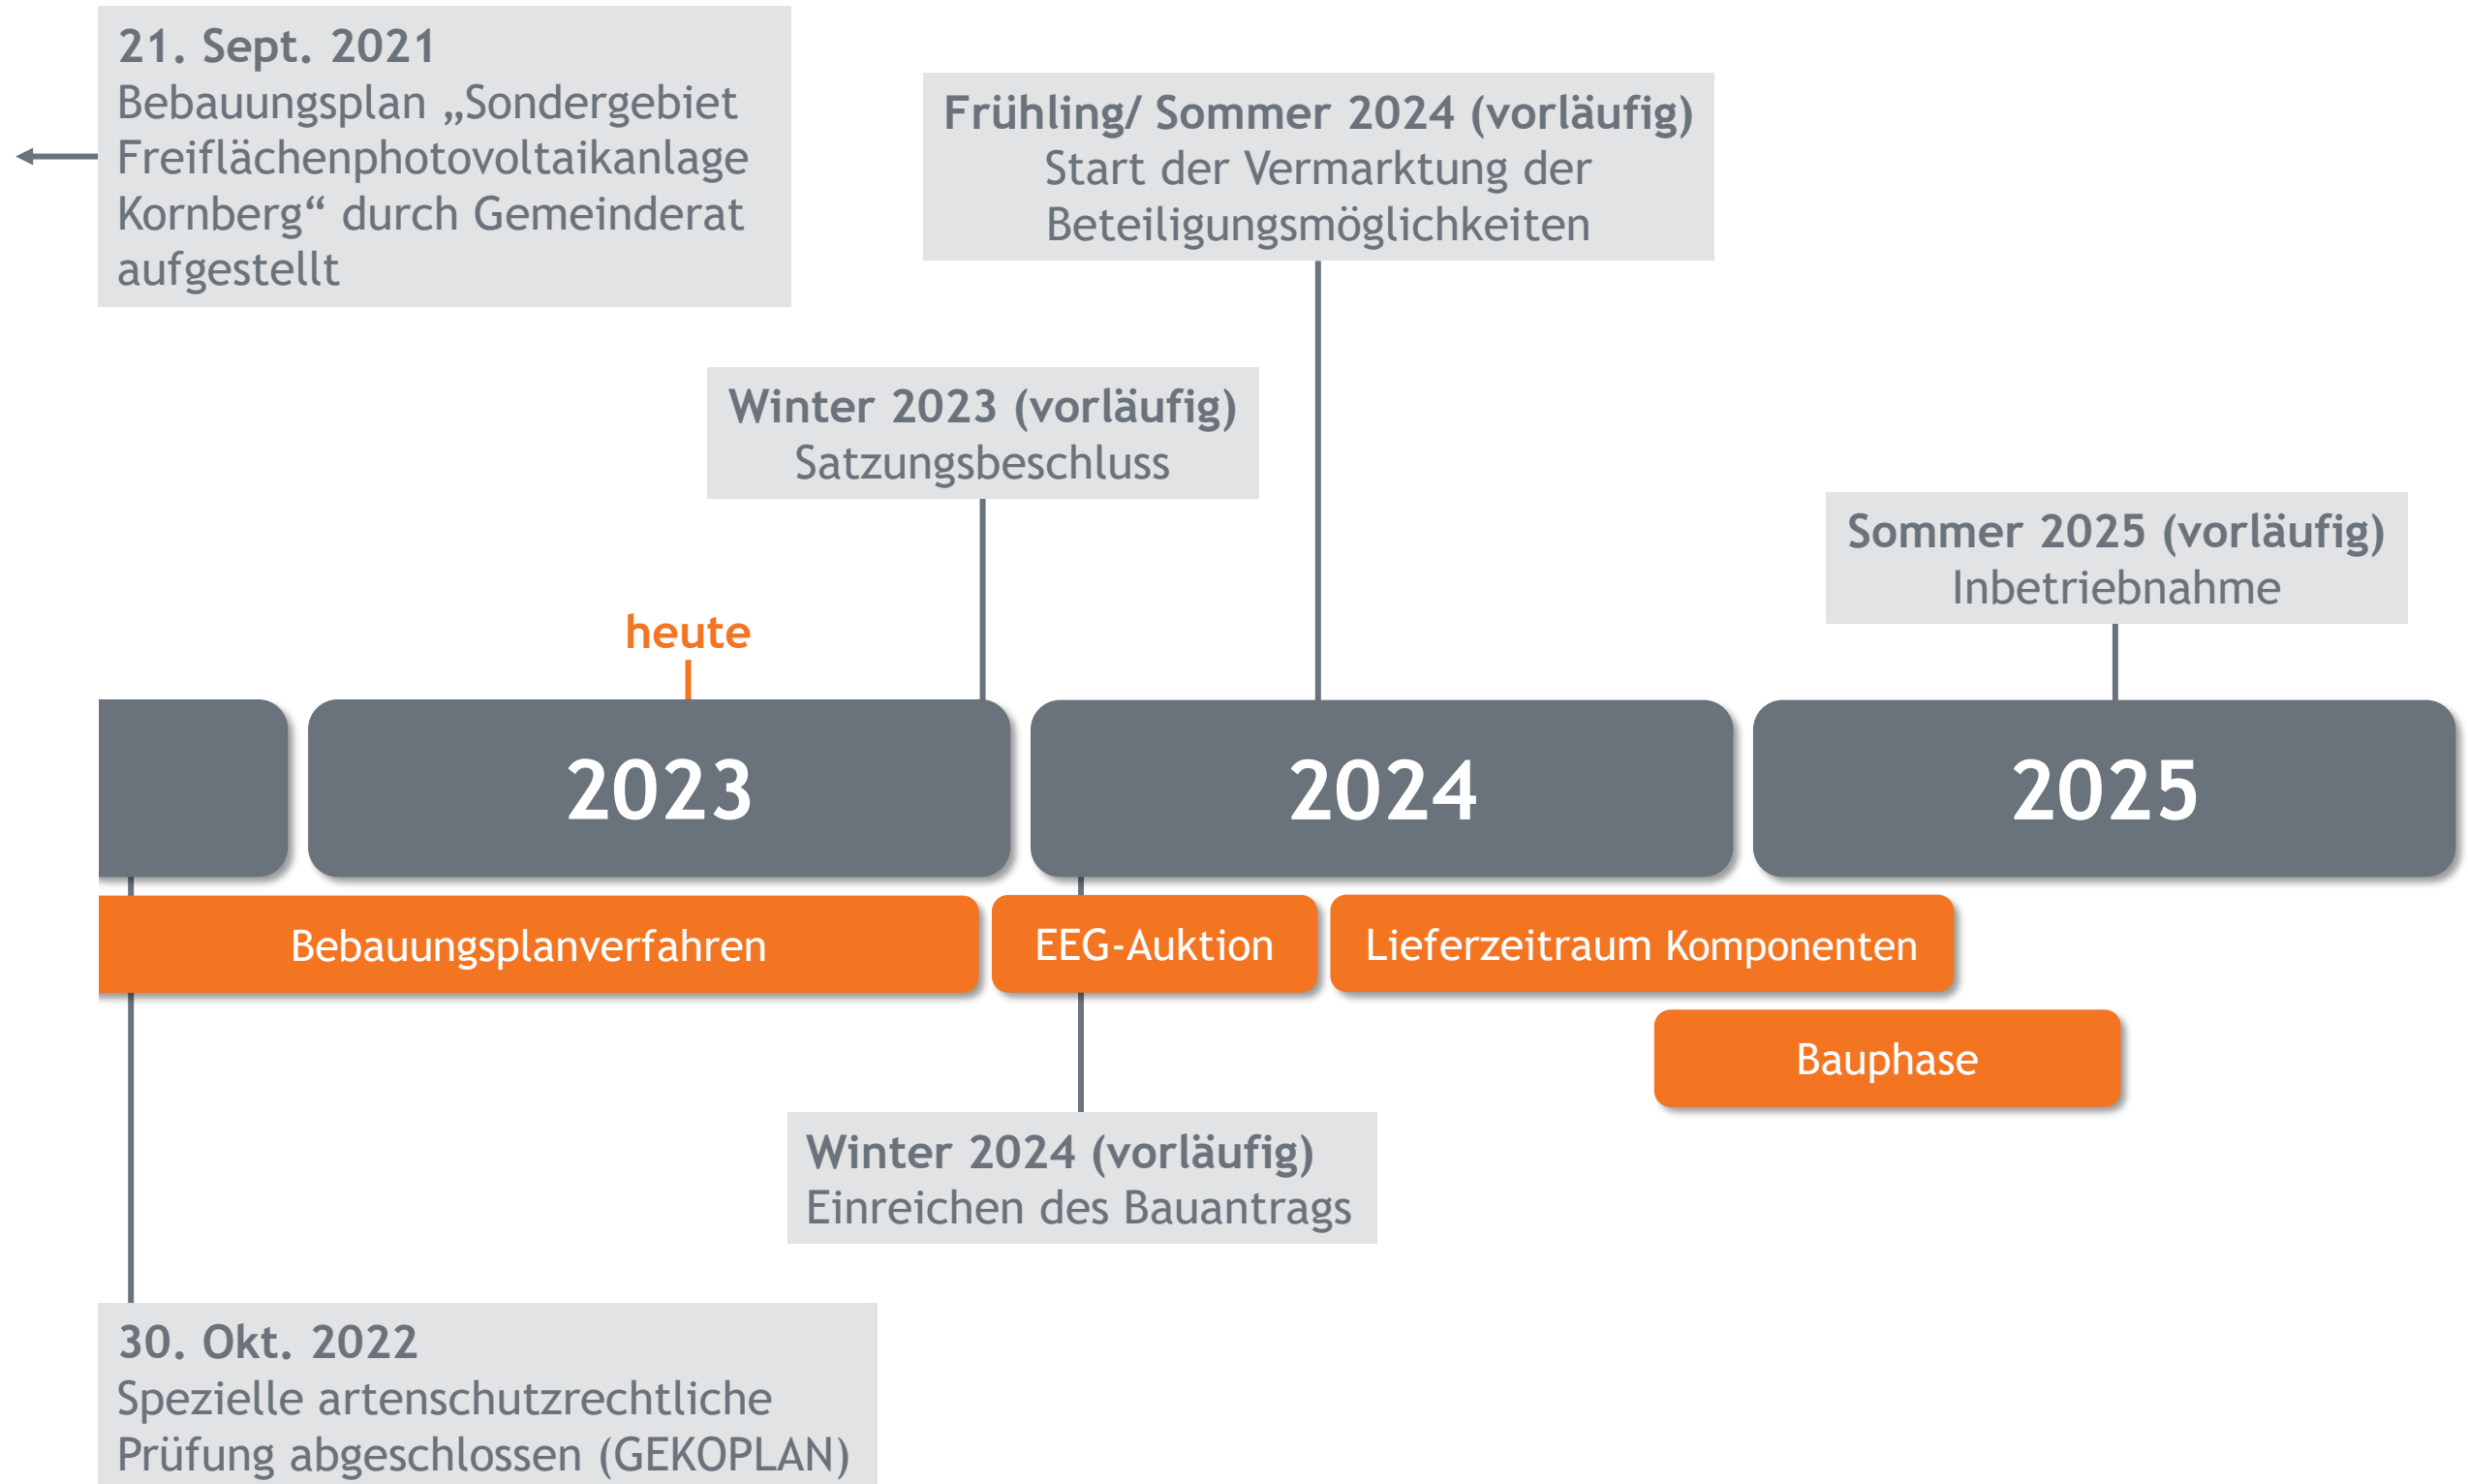 21. Sept. 2021
Bebauungsplan „Sondergebiet
Freiflächenphotovoltaikanlage
Kornberg“ durch Gemeinderat
aufgestellt
Frühling/ Sommer 2024 (vorläufig)
Start der Vermarktung der
Beteiligungsmöglichkeiten
Winter 2023 (vorläufig)
Satzungsbeschluss
Sommer 2025 (vorläufig)
Inbetriebnahme
heute
2023
2024
2025
Bebauungsplanverfahren
EEG-Auktion
Lieferzeitraum Komponenten
Bauphase
Winter 2024 (vorläufig)
Einreichen des Bauantrags
30. Okt. 2022
Spezielle artenschutzrechtliche
Prüfung abgeschlossen (GEKOPLAN)